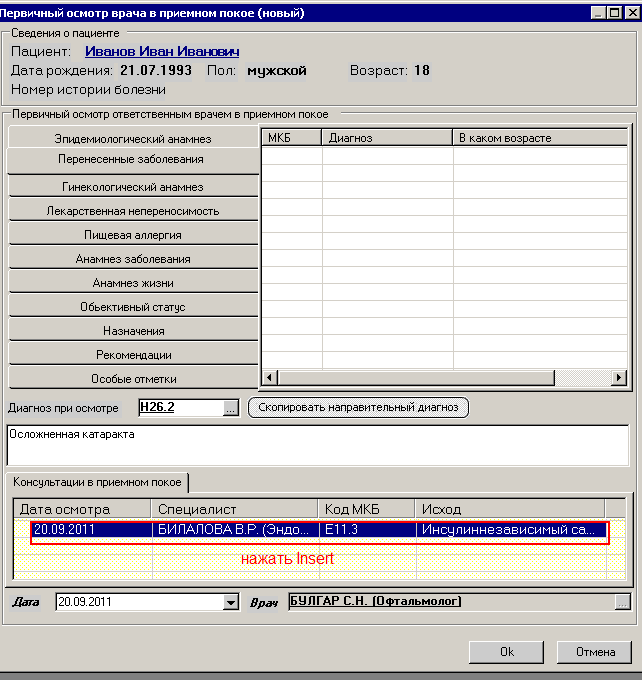 Первичный осмотр врача в приемном покое (новый)
Сведения о пациенте
Пациент: Иванов Иван Иванович
Дата рождения: 21.07.1993 Пол: мужской Возраст: 18
Номер истории болезни
Первичный осмотр ответственным врачем в приемном покое
Эпидемиологический анамнез
МКБ Диагноз В каком возрасте
Перенесенные заболевания
Гинекологический анамнез
Лекарственная непереносимость
Пищевая аллергия
Анамнез заболевания
Анамнез жизни
Обьективный статус
Назначения
Рекомендации
Особые отметки
Диагноз при осмотре H26.2 ... Скопировать направительный диагноз
Осложненная катаракта
Консультации в приемном покое
Дата осмотра Специалист Код МКБ Исход
20.09.2011 БИЛАЛОВА В.Р. (Эндо... E11.3 Инсулиннезависимый са...
нажать Insert
Дата 20.09.2011 Врач БУЛГАР С.Н. (Офтальмолог) ...
Ok Отмена